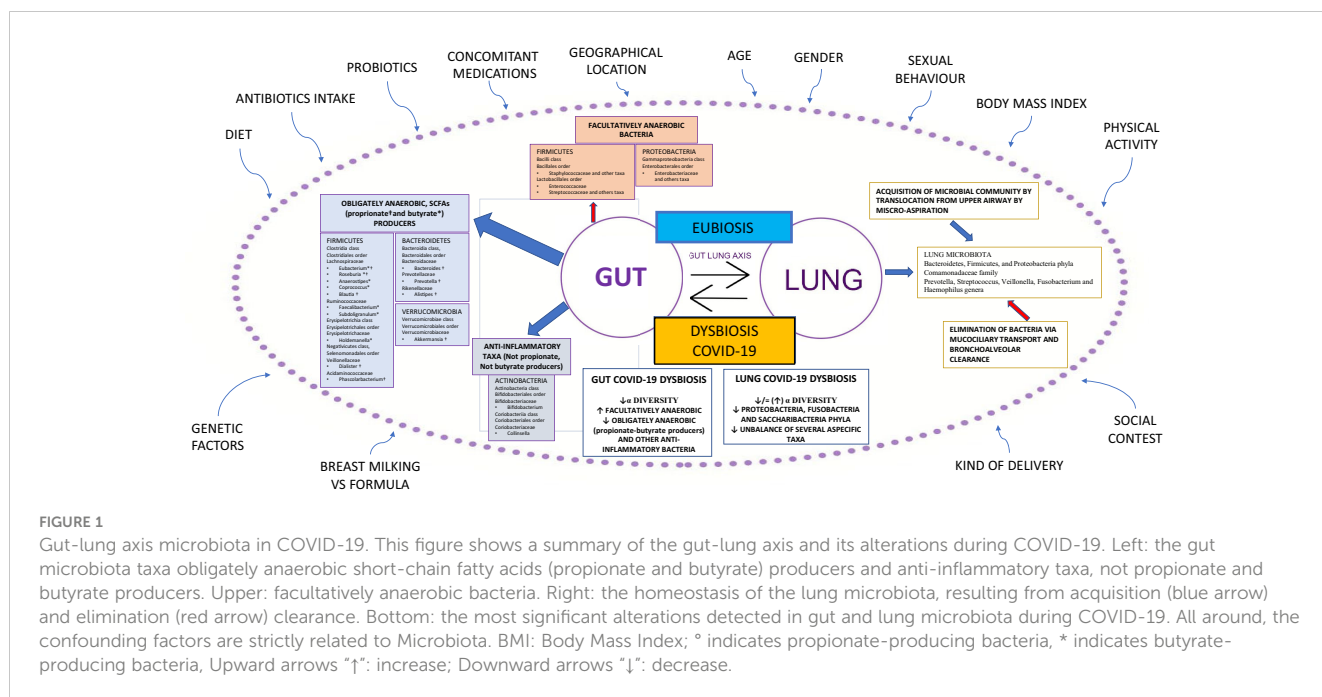 PROBIOTICS
CONCOMITANT
MEDICATIONS
GEOGRAPHICAL
LOCATION
AGE
GENDER
SEXUAL
BEHAVIOUR
ANTIBIOTICS INTAKE
BODY MASS INDEX
DIET
PHYSICAL
ACTIVITY
FACULTATIVELY ANAEROBIC
BACTERIA
FIRMICUTES
Bacilli class
Bacillales order
• Staphylococcaceae and other taxa
Lactobacillales order
• Enterococcaceae
• Streptococcaceae and others taxa
PROTEOBACTERIA
Gammaproteobacteria class
Enterobacterales order
• Enterobacteriaceae
and others taxa
OBLIGATELY ANAEROBIC, SCFAs
(proprionate†and butyrate*)
PRODUCERS
FIRMICUTES
Clostridia class
Clostridiales order
Lachnospiraceae
• Eubacterium*†
• Roseburia *†
• Anaerostipes*
• Coprococcus*
• Blautia †
Ruminococcaceae
• Faecalibacterium*
• Subdoligranulum*
Erysipelotrichia class
Erysipelotrichales order
Erysipelotrichaceae
• Holdemanella*
Negativicutes class,
Selenomonadales order
Veillonellaceae
• Dialister †
Acidaminococcaceae
• Phascolarbacterium†
BACTEROIDETES
Bacteroidia class,
Bacteroidales order
Bacteroidaceae
• Bacteroides †
Prevotellaceae
• Prevotella †
Rikenellaceae
• Alistipes †
VERRUCOMICROBIA
Verrucomicrobiae class
Verrucomicrobiales order
Verrucomicrobiaceae
• Akkermansia †
ANTI-INFLAMMATORY
TAXA (Not propionate,
Not butyrate producers)
ACTINOBACTERIA
Actinobacteria class
Bifidobacteriales order
Bifidobacteriaceae
• Bifidobacterium
Coriobacteriia class
Coriobacteriales order
Coriobacteriaceae
• Collinsella
EUBIOSIS
GUT LUNG AXIS
GUT
LUNG
DYSBIOSIS
COVID-19
GUT COVID-19 DYSBIOSIS
↓α DIVERSITY
↑ FACULTATIVELY ANAEROBIC
↓ OBLIGATELY ANAEROBIC
(propionate-butyrate producers)
AND OTHER ANTI-
INFLAMMATORY BACTERIA
LUNG COVID-19 DYSBIOSIS
↓/= (↑) α DIVERSITY
↓ PROTEOBACTERIA, FUSOBACTERIA
AND SACCHARIBACTERIA PHYLA
↓ UNBALANCE OF SEVERAL ASPECIFIC
TAXA
ACQUISITION OF MICROBIAL COMMUNITY BY
TRANSLOCATION FROM UPPER AIRWAY BY
MISCRO-ASPIRATION
LUNG MICROBIOTA
Bacteroidetes, Firmicutes, and Proteobacteria phyla
Comamonadaceae family
Prevotella, Streptococcus, Veillonella, Fusobacterium and
Haemophilus genera
ELIMINATION OF BACTERIA VIA
MUCOCILIARY TRANSPORT AND
BRONCHOALVEOLAR
CLEARANCE
GENETIC
FACTORS
BREAST MILKING
VS FORMULA
KIND OF DELIVERY
SOCIAL
CONTEST
FIGURE 1
Gut-lung axis microbiota in COVID-19. This figure shows a summary of the gut-lung axis and its alterations during COVID-19. Left: the gut
microbiota taxa obligately anaerobic short-chain fatty acids (propionate and butyrate) producers and anti-inflammatory taxa, not propionate and
butyrate producers. Upper: facultatively anaerobic bacteria. Right: the homeostasis of the lung microbiota, resulting from acquisition (blue arrow)
and elimination (red arrow) clearance. Bottom: the most significant alterations detected in gut and lung microbiota during COVID-19. All around, the
confounding factors are strictly related to Microbiota. BMI: Body Mass Index; ° indicates propionate-producing bacteria, * indicates butyrate-
producing bacteria, Upward arrows “↑”: increase; Downward arrows “↓”: decrease.